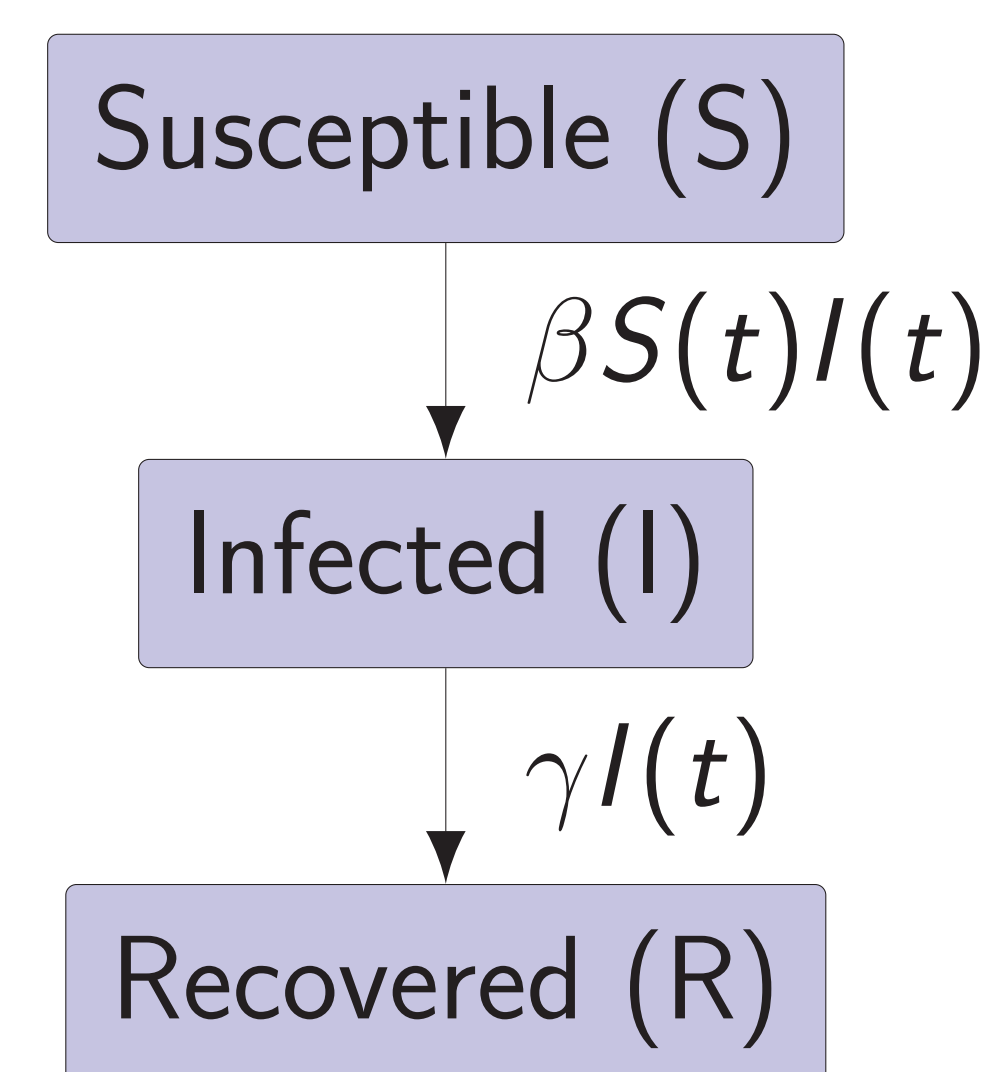 Susceptible (S)
βS(t)I(t)
Infected (I)
γI(t)
Recovered (R)